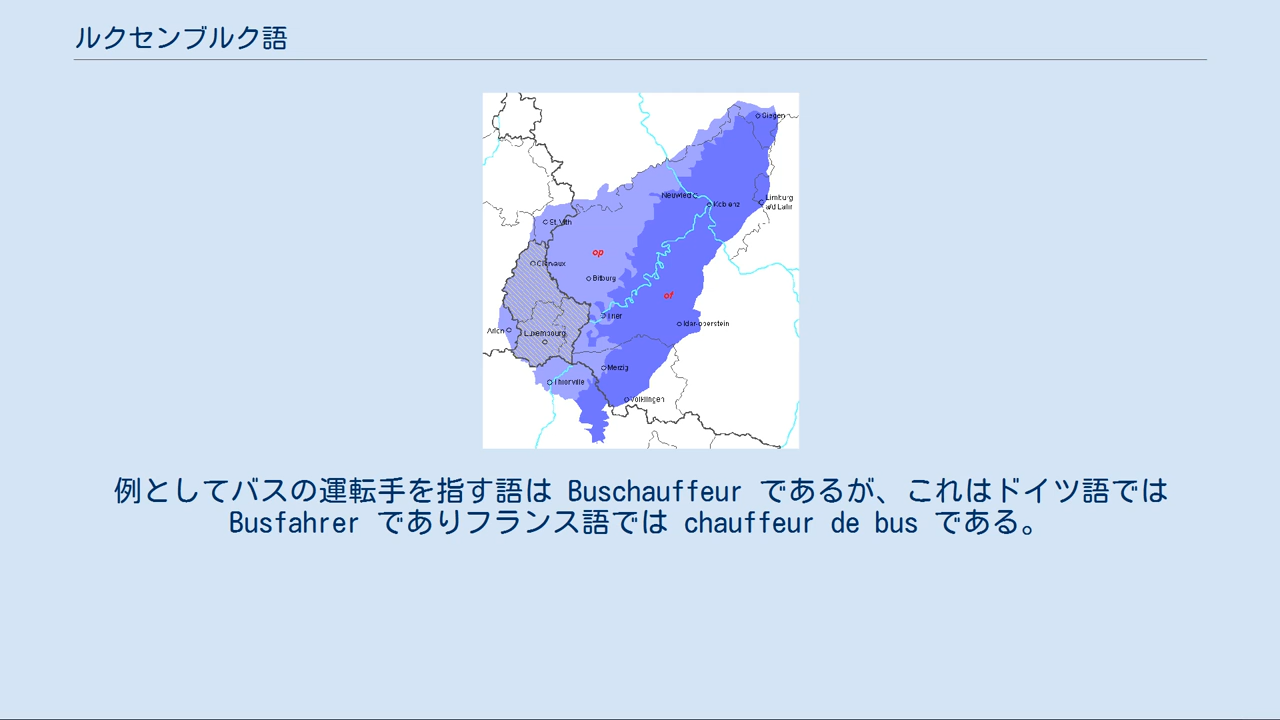 ルクセンブルク語
Siegen
Neuwied
Koblenz
Limburg
a/d Lahn
St. Vith
op
Clervaux
Bitburg
of
Trier
Idar-oberstein
Arlon
Luxembourg
Merzig
Thionville
Völklingen
例としてバスの運転手を指す語は Buschauffeur であるが、これはドイツ語では
Busfahrer でありフランス語では chauffeur de bus である。